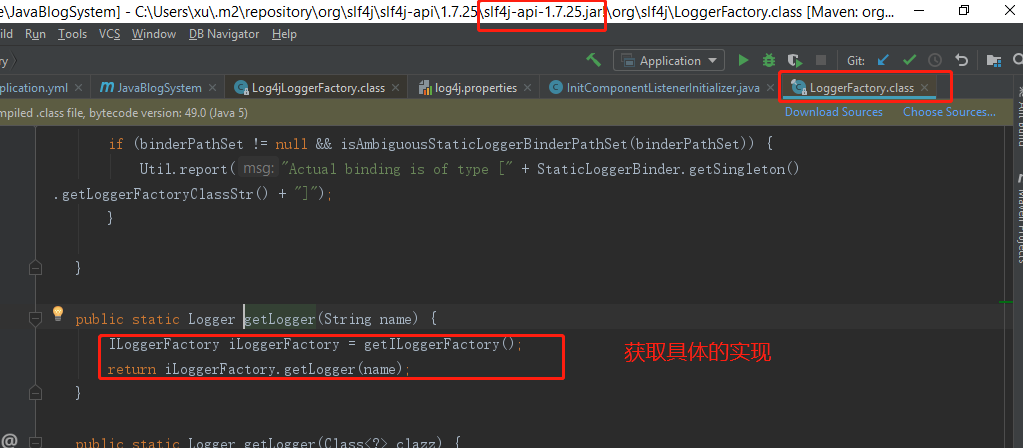 e\JavaBlogSystem] - C:\Users\xu\.m2\repository\org\slf4j\slf4j-api\1.7.25\slf4j-api-1.7.25.jar!\org\slf4j\LoggerFactory.class [Maven: org...
ild Run Tools VCS Window DB Navigator Help
ry Application Git:
plication.yml JavaBlogSystem Log4jLoggerFactory.class log4j.properties InitComponentListenerInitializer.java LoggerFactory.class
mpiled .class file, bytecode version: 49.0 (Java 5) Download Sources Choose Sources...
if (binderPathSet != null && isAmbiguousStaticLoggerBinderPathSet(binderPathSet)) {
Util.report( msg: "Actual binding is of type [" + StaticLoggerBinder.getSingleton()
.getLoggerFactoryClassStr() + "]");
}
}
public static Logger getLogger(String name) {
ILoggerFactory iLoggerFactory = getILoggerFactory();
return iLoggerFactory.getLogger(name);
获取具体的实现
}
public static Logger getLogger(Class<?> clazz) {
Ant Build
Maven Projects